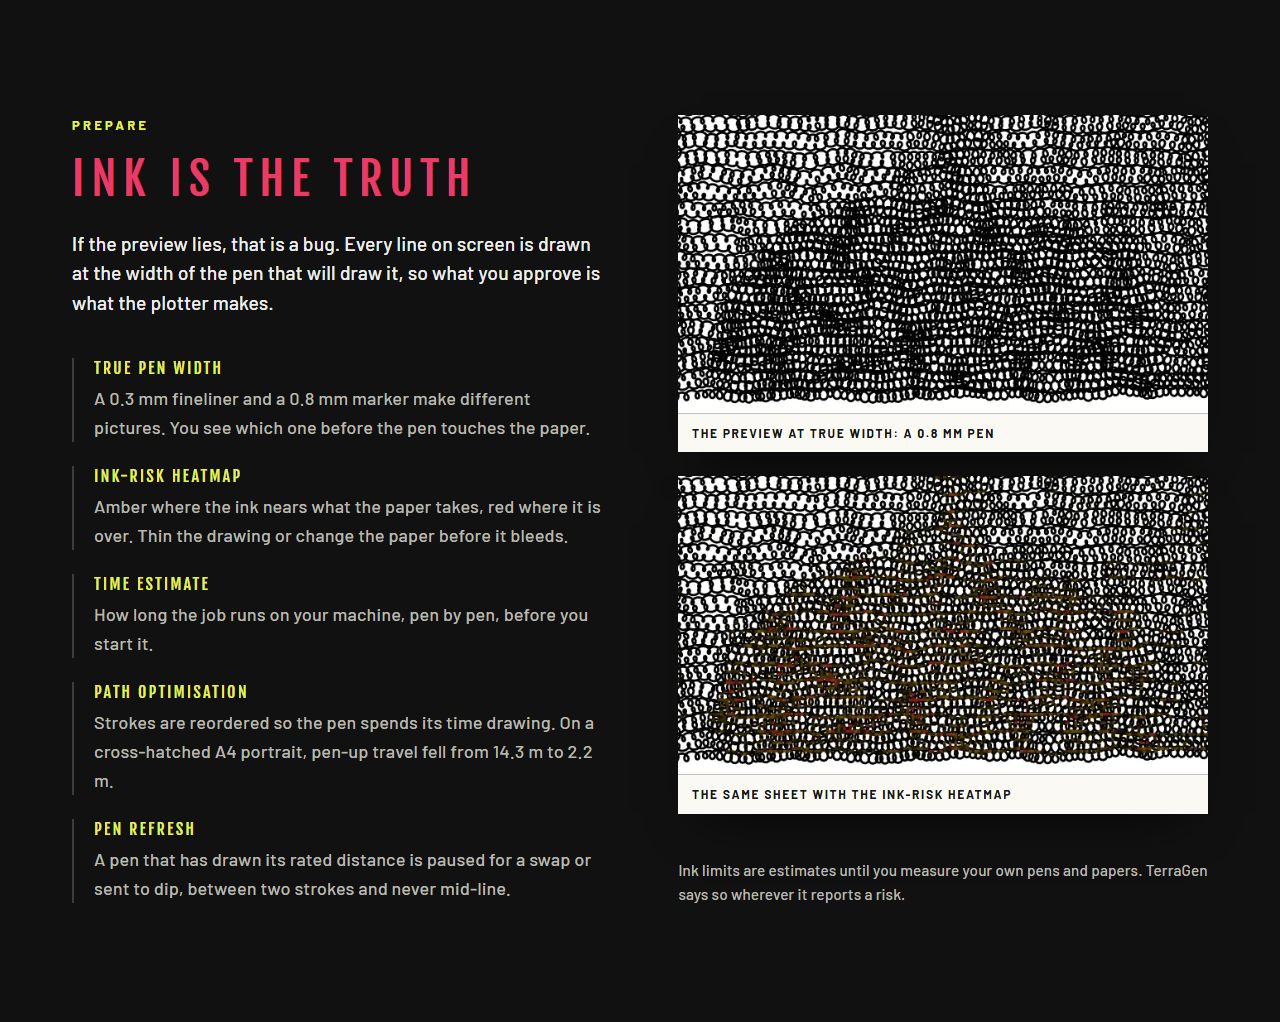 PREPARE
INK IS THE TRUTH
If the preview lies, that is a bug. Every line on screen is drawn
at the width of the pen that will draw it, so what you approve is
what the plotter makes.
TRUE PEN WIDTH
A 0.3 mm fineliner and a 0.8 mm marker make different
pictures. You see which one before the pen touches the paper.
INK-RISK HEATMAP
Amber where the ink nears what the paper takes, red where it is
over. Thin the drawing or change the paper before it bleeds.
TIME ESTIMATE
How long the job runs on your machine, pen by pen, before you
start it.
PATH OPTIMISATION
Strokes are reordered so the pen spends its time drawing. On a
cross-hatched A4 portrait, pen-up travel fell from 14.3 m to 2.2
m.
PEN REFRESH
A pen that has drawn its rated distance is paused for a swap or
sent to dip, between two strokes and never mid-line.
THE PREVIEW AT TRUE WIDTH: A 0.8 MM PEN
THE SAME SHEET WITH THE INK-RISK HEATMAP
Ink limits are estimates until you measure your own pens and papers. TerraGen
says so wherever it reports a risk.